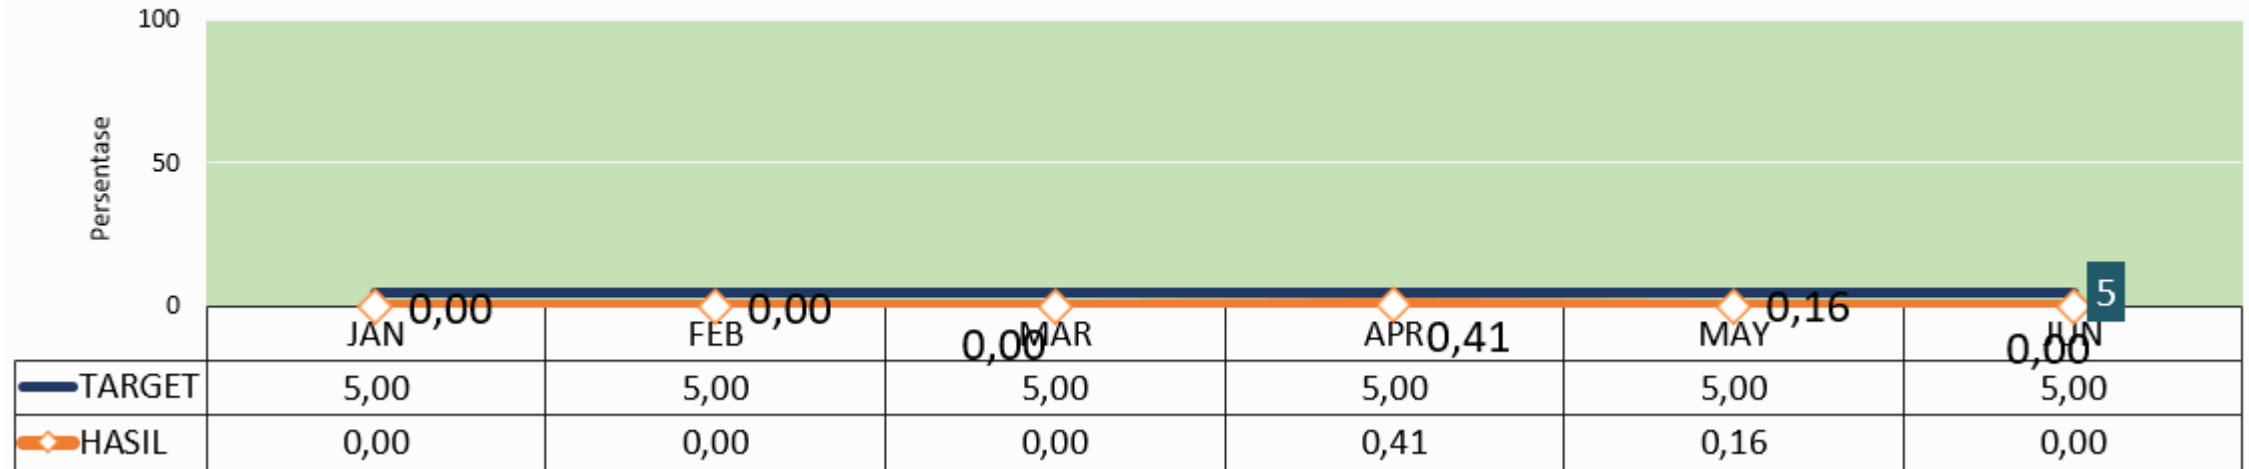 100
Persentase
50
0
5
0,00 0,00 0,00 0,41 0,16 0,00
JAN FEB MAR APR MAY JUN
TARGET 5,00 5,00 5,00 5,00 5,00 5,00
HASIL 0,00 0,00 0,00 0,41 0,16 0,00